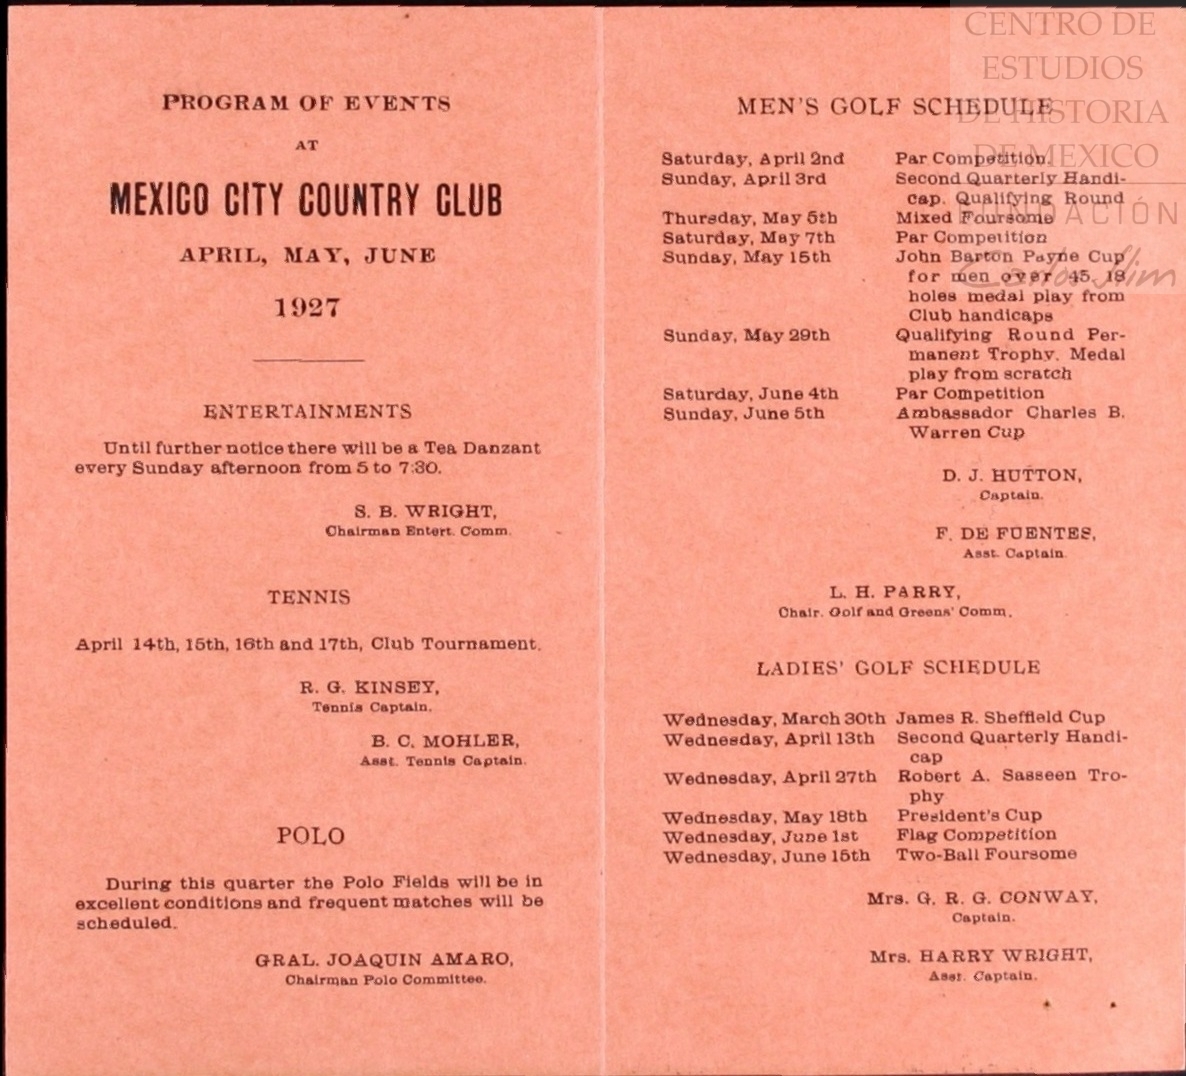 PROGRAM OF EVENTS
AT
MEXICO CITY COUNTRY CLUB
APRIL, MAY, JUNE
1927
ENTERTAINMENTS
Until further notice there will be a Tea Danzant
every Sunday afternoon from 5 to 7:30.
S. B. WRIGHT,
Chairman Entert. Comm.
TENNIS
April 14th, 15th, 16th and 17th, Club Tournament.
R. G. KINSEY,
Tennis Captain.
B. C. MOHLER,
Asst. Tennis Captain.
POLO
During this quarter the Polo Fields will be in
excellent conditions and frequent matches will be
scheduled.
GRAL. JOAQUIN AMARO,
Chairman Polo Committee.
MEN'S GOLF SCHEDULE
Saturday, April 2nd Par Competition.
Sunday, April 3rd Second Quarterly Handi-
cap. Qualifying Round
Thursday, May 5th Mixed Foursome
Saturday, May 7th Par Competition
Sunday, May 15th John Barton Payne Cup
for men over 45. 18
holes medal play from
Club handicaps
Sunday, May 29th Qualifying Round Per-
manent Trophy. Medal
play from scratch
Saturday, June 4th Par Competition
Sunday, June 5th Ambassador Charles B.
Warren Cup
D. J. HUTTON,
Captain.
F. DE FUENTES,
Asst. Captain.
L. H. PARRY,
Chair. Golf and Greens' Comm.
LADIES' GOLF SCHEDULE
Wednesday, March 30th James R. Sheffield Cup
Wednesday, April 13th Second Quarterly Handi-
cap
Wednesday, April 27th Robert A. Sasseen Tro-
phy
Wednesday, May 18th President's Cup
Wednesday, June 1st Flag Competition
Wednesday, June 15th Two-Ball Foursome
Mrs. G. R. G. CONWAY,
Captain.
Mrs. HARRY WRIGHT,
Asst. Captain.
CENTRO DE
ESTUDIOS
DE HISTORIA
DE MEXICO
FUNDACIÓN
Carlos Slim